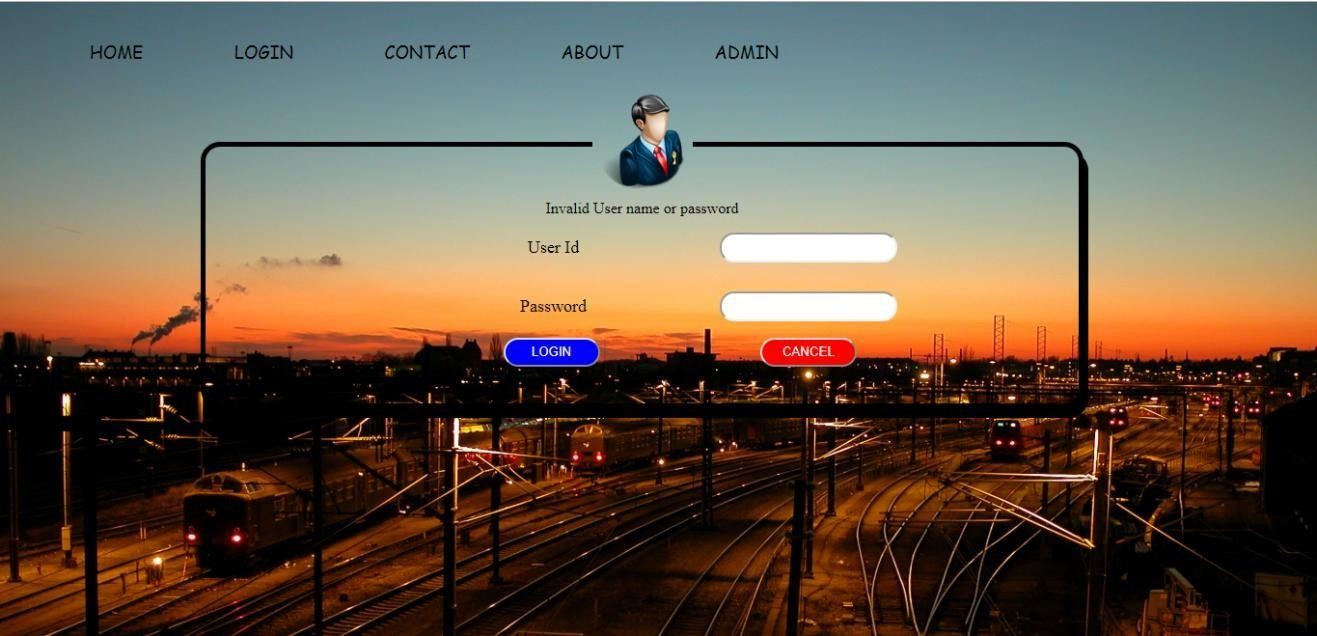 HOME LOGIN CONTACT ABOUT ADMIN
Invalid User name or password
User Id
Password
LOGIN CANCEL